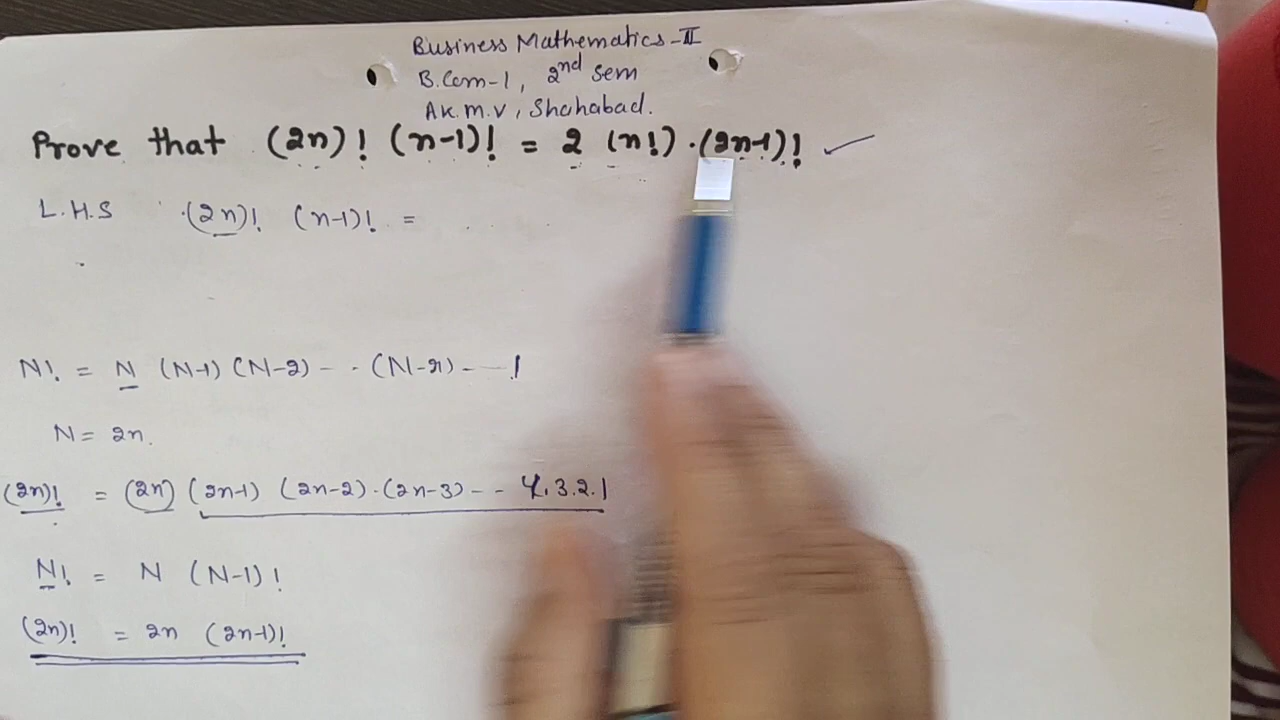 Business Mathematics-II
B.Com-1, 2nd Sem
A.K.M.V, Shahabad.
Prove that (2n)! (n-1)! = 2 (n!) · (2n-1)!
L.H.S (2n)! (n-1)! =
N! = N (N-1) (N-2) - - (N-r) - - 1
N = 2n.
(2n)! = (2n) (2n-1) (2n-2) · (2n-3) - - 4.3.2.1
N! = N (N-1)!
(2n)! = 2n (2n-1)!